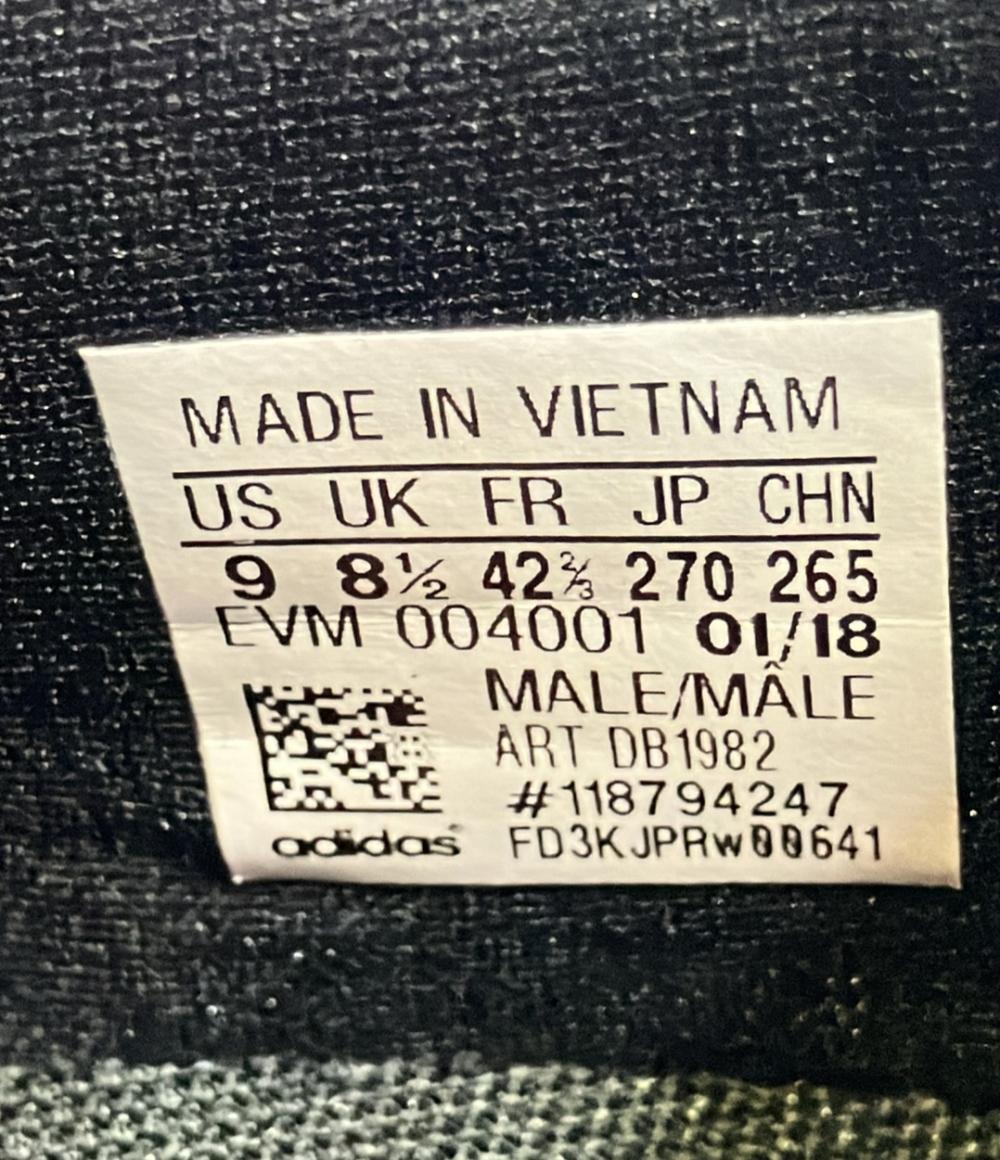 MADE IN VIETNAM
US UK FR JP CHN
9 8½ 42⅔ 270 265
EVM 004001 01/18
MALE/MÂLE
ART DB1982
#118794247
adidas FD3KJPRW00641